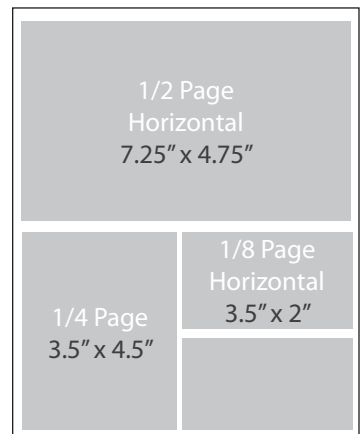 1/2 Page
Horizontal
7.25” x 4.75”
1/4 Page
3.5” x 4.5”
1/8 Page
Horizontal
3.5” x 2”